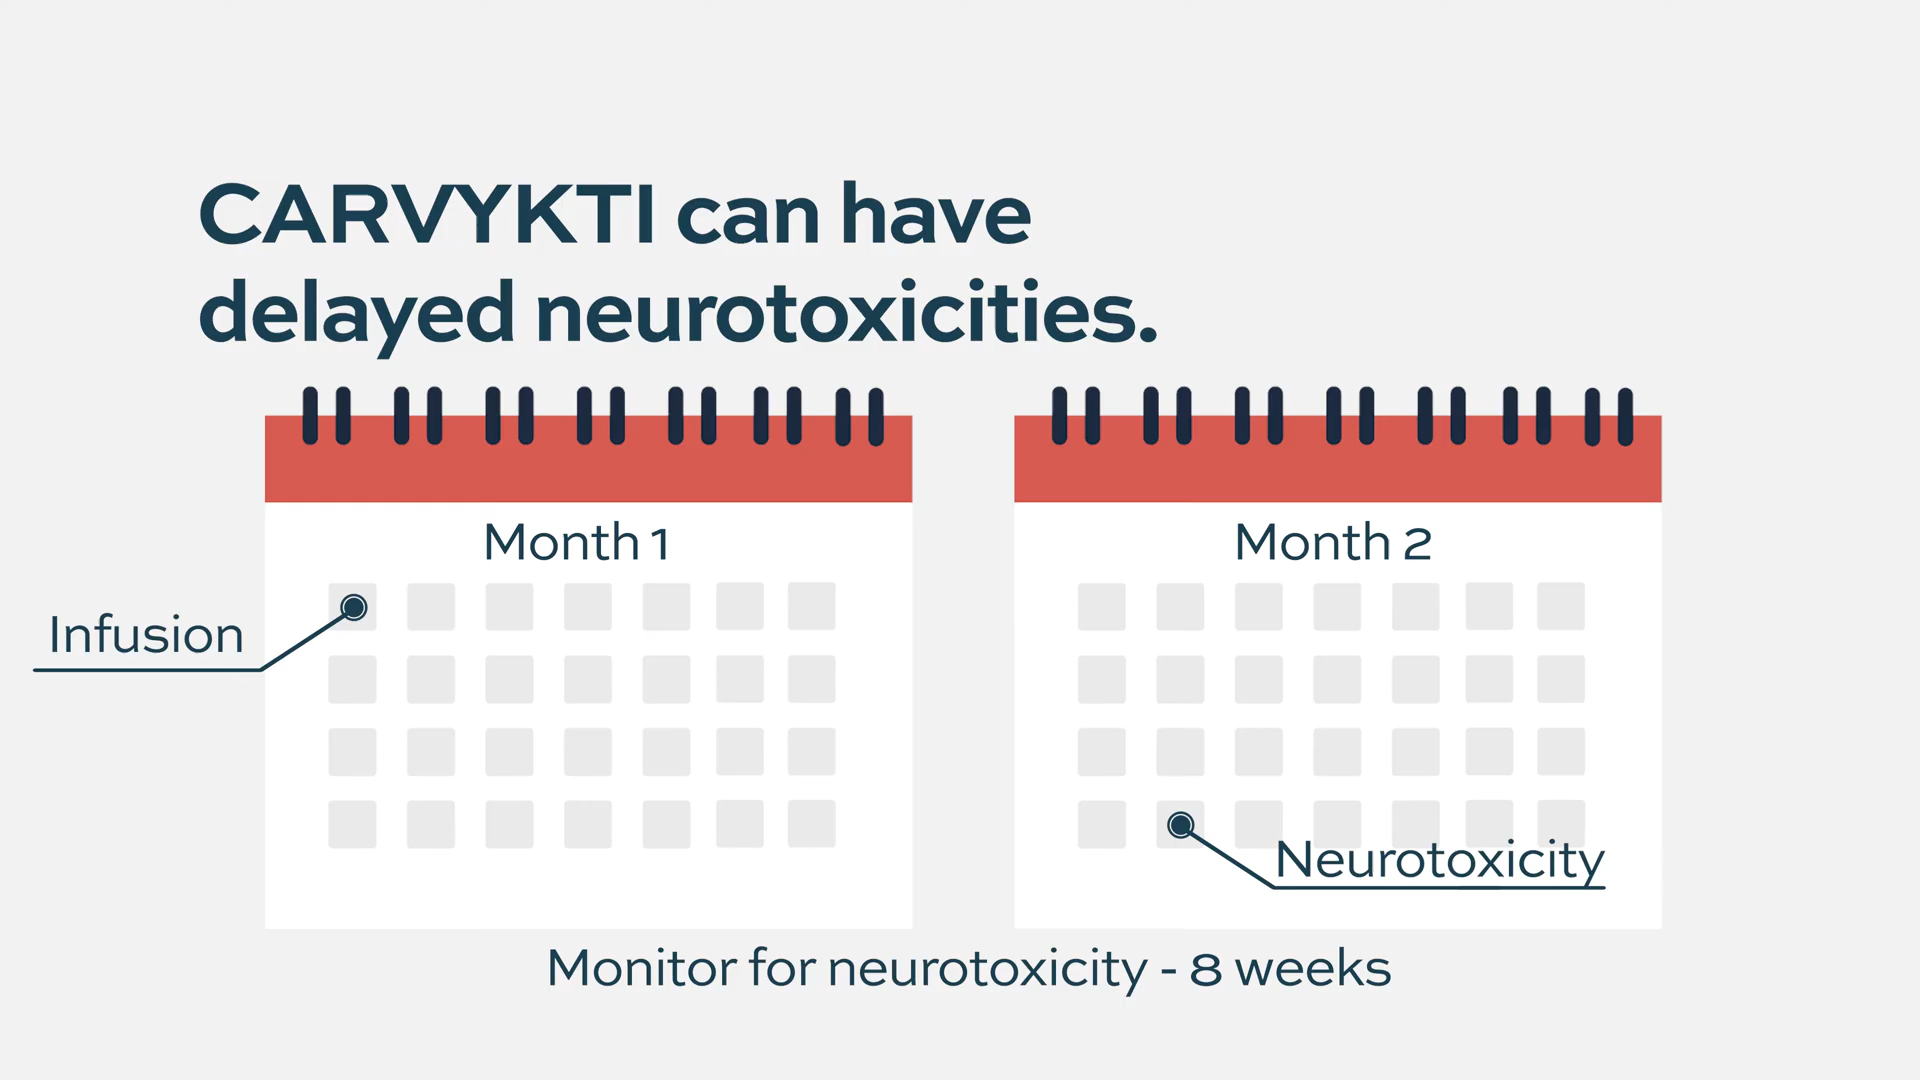 CARVYKTI can have
delayed neurotoxicities.
Month 1
Month 2
Infusion
Neurotoxicity
Monitor for neurotoxicity - 8 weeks